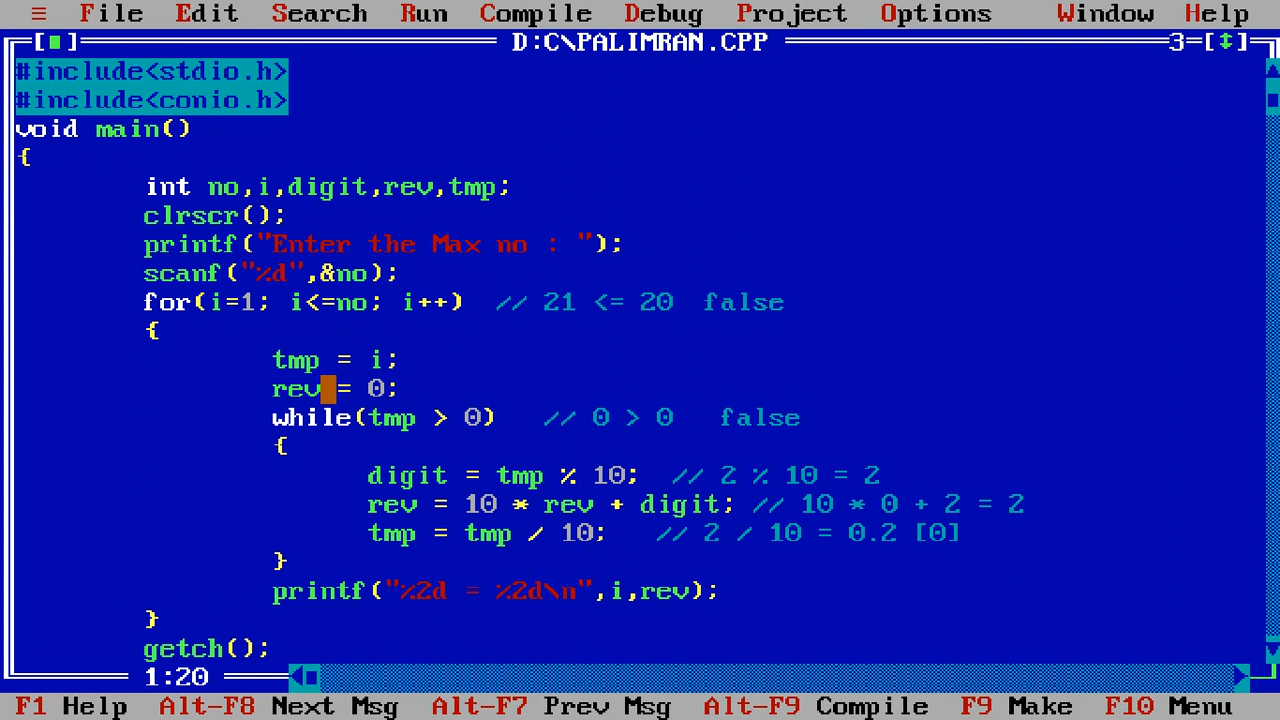 ≡ File Edit Search Run Compile Debug Project Options Window Help
[■] D:C\PALIMRAN.CPP 3=[↕]
#include<stdio.h>
#include<conio.h>
void main()
{
int no,i,digit,rev,tmp;
clrscr();
printf("Enter the Max no : ");
scanf("%d",&no);
for(i=1; i<=no; i++) // 21 <= 20 false
{
tmp = i;
rev = 0;
while(tmp > 0) // 0 > 0 false
{
digit = tmp % 10; // 2 % 10 = 2
rev = 10 * rev + digit; // 10 * 0 + 2 = 2
tmp = tmp / 10; // 2 / 10 = 0.2 [0]
}
printf("%2d = %2d\n",i,rev);
}
getch();
1:20
F1 Help Alt-F8 Next Msg Alt-F7 Prev Msg Alt-F9 Compile F9 Make F10 Menu